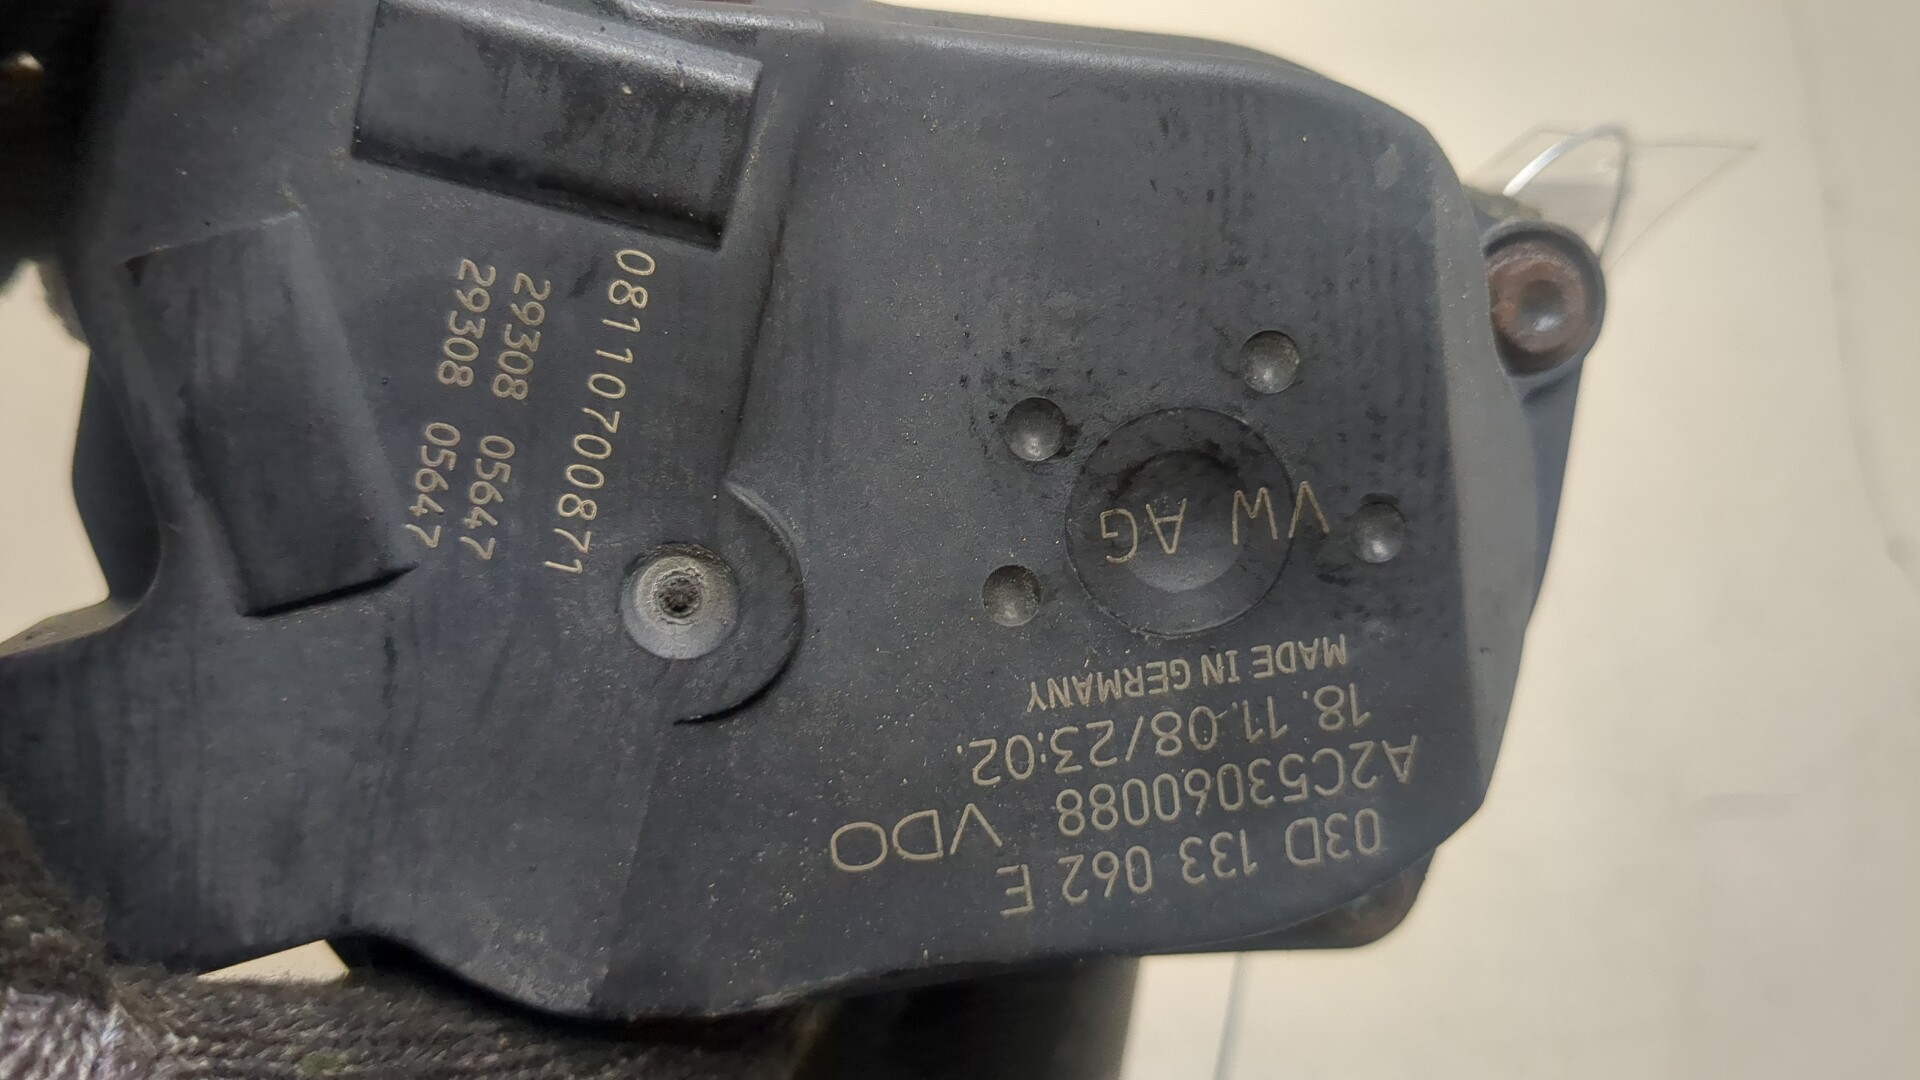 03D 133 062 E
A2C53060088 VDO
18. 11.08/23:02.
MADE IN GERMANY
VW AG
08110700871
29308 05647
29308 05647